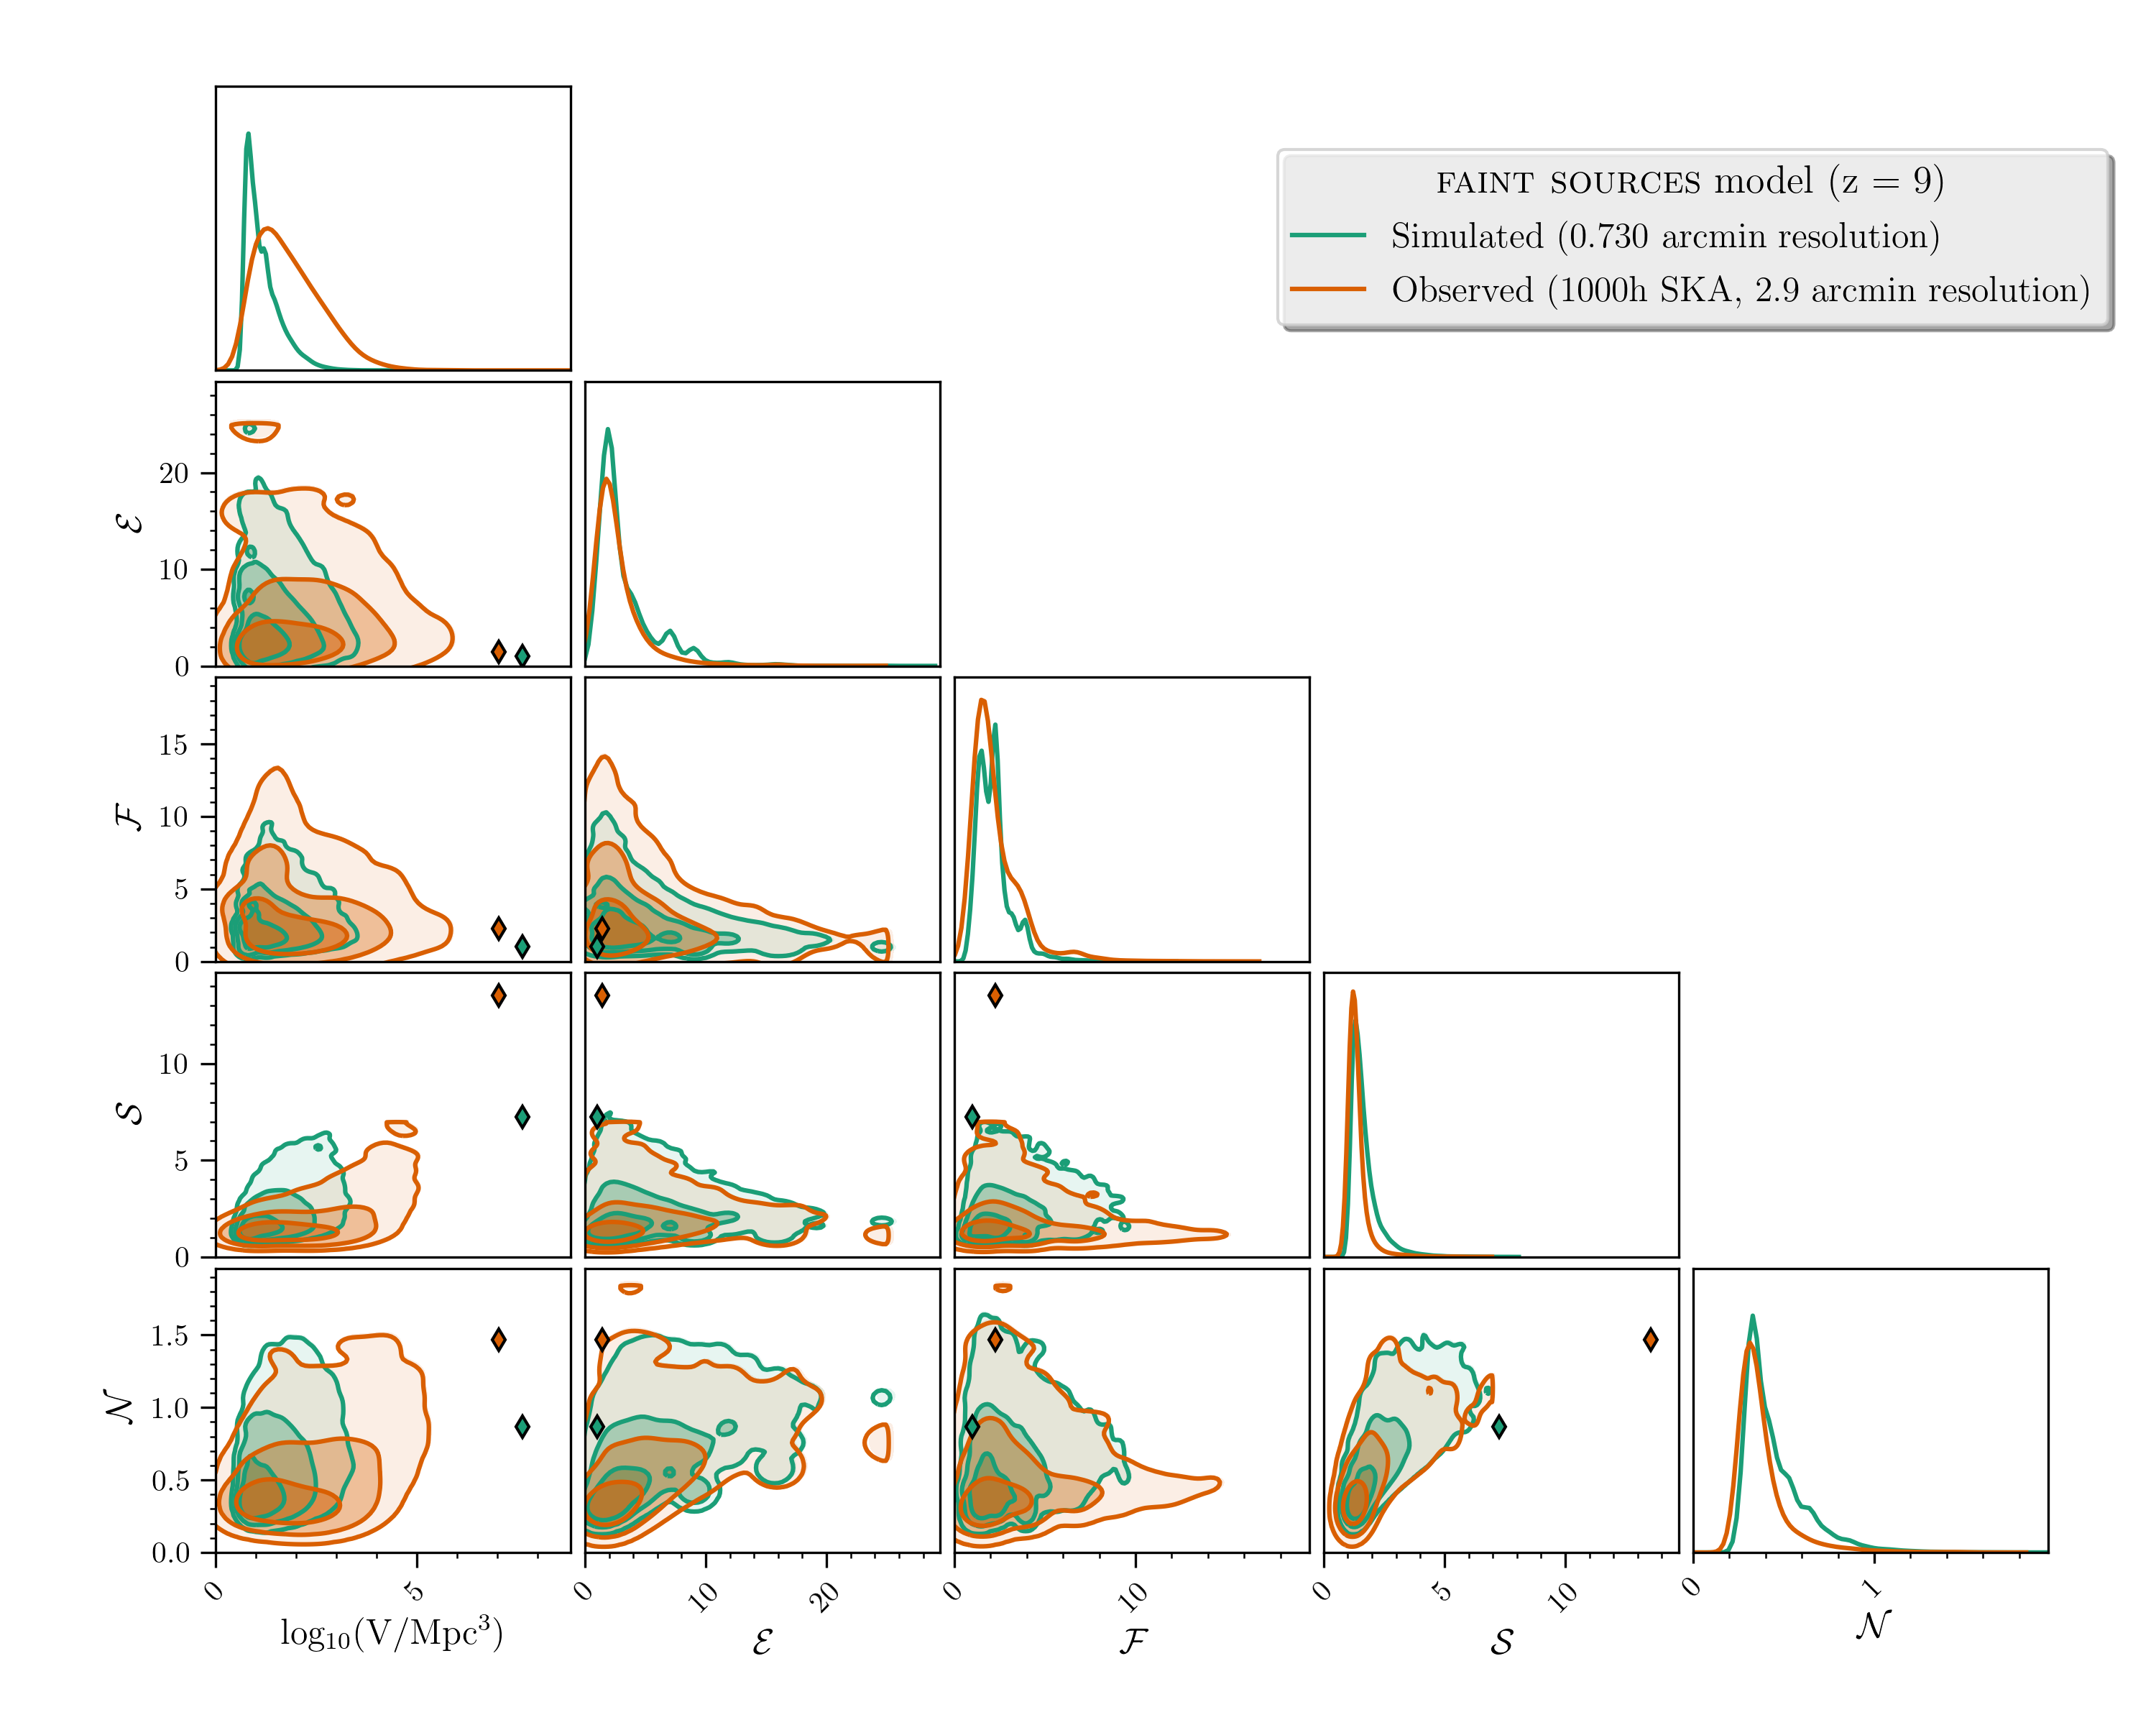 FAINT SOURCES model (z = 9)
Simulated (0.730 arcmin resolution)
Observed (1000h SKA, 2.9 arcmin resolution)
20
ℰ
10
0
15
ℱ
10
5
0
10
𝒮
5
0
1.5
𝒩
1.0
0.5
0.0
0 5 0 10 20 0 10 0 5 10 0 1
log₁₀(V/Mpc³) ℰ ℱ 𝒮 𝒩